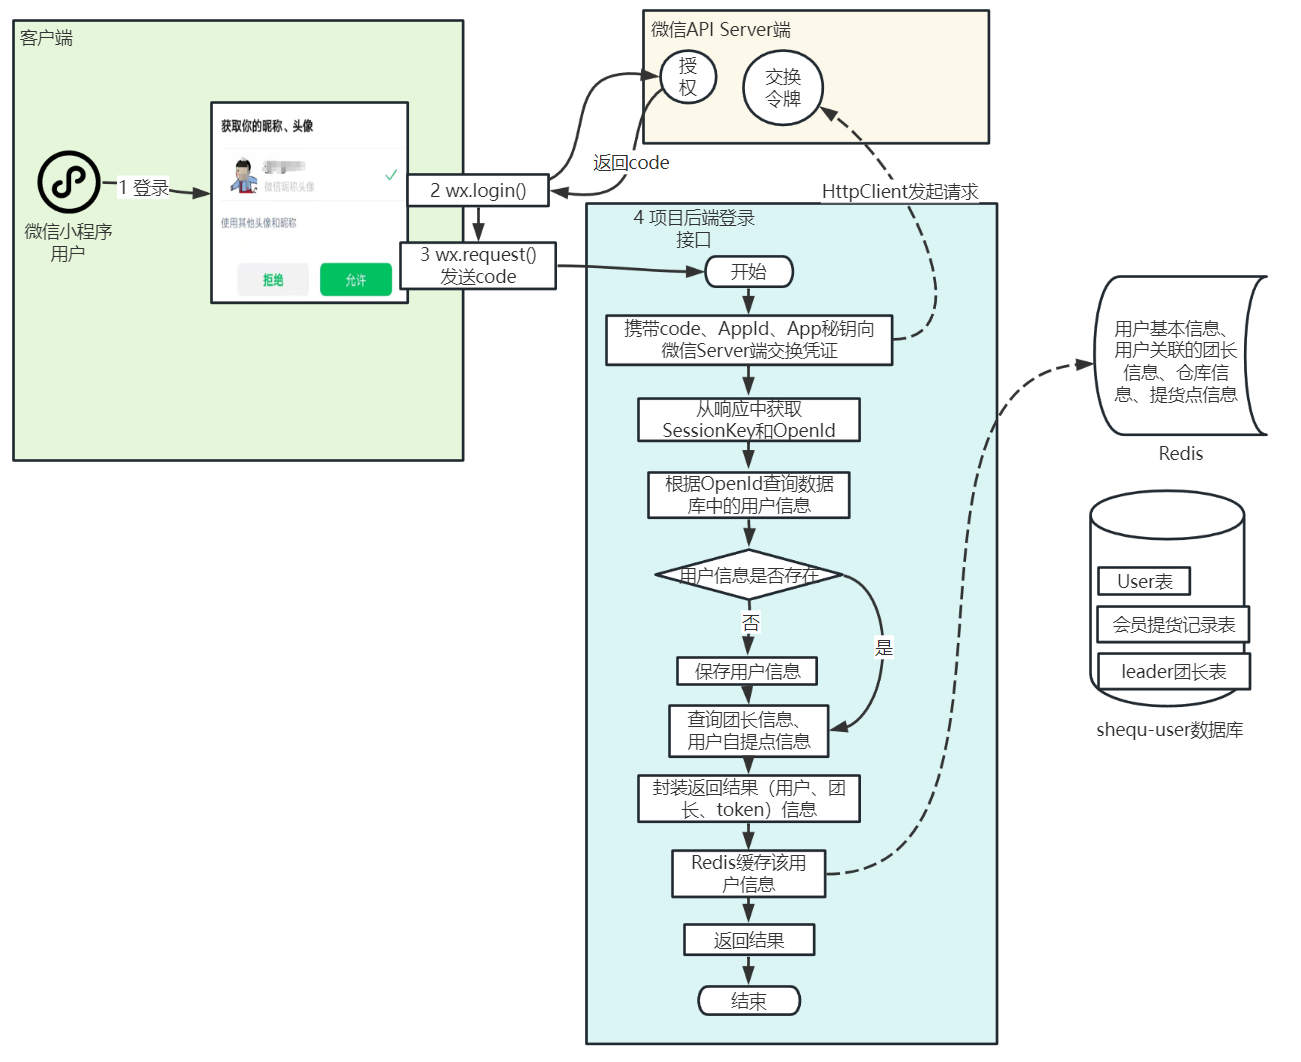 客户端
获取你的昵称、头像
微信昵称头像
使用其他头像和昵称
拒绝
允许
1 登录
微信小程序
用户
2 wx.login()
3 wx.request()
发送code
微信API Server端
授
权
交换
令牌
返回code
HttpClient发起请求
4 项目后端登录
接口
开始
携带code、AppId、App秘钥向
微信Server端交换凭证
从响应中获取
SessionKey和OpenId
根据OpenId查询数据
库中的用户信息
用户信息是否存在
否
是
保存用户信息
查询团长信息、
用户自提点信息
封装返回结果（用户、团
长、token）信息
Redis缓存该用
户信息
返回结果
结束
用户基本信息、
用户关联的团长
信息、仓库信
息、提货点信息
Redis
User表
会员提货记录表
leader团长表
shequ-user数据库